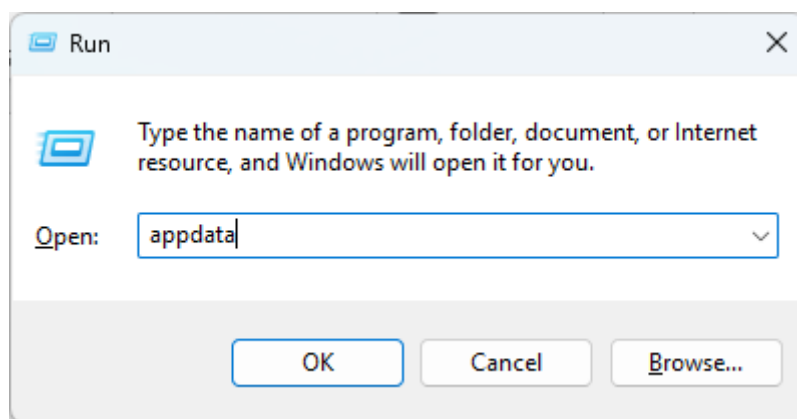 Run
Type the name of a program, folder, document, or Internet
resource, and Windows will open it for you.
Open: appdata
OK Cancel Browse...